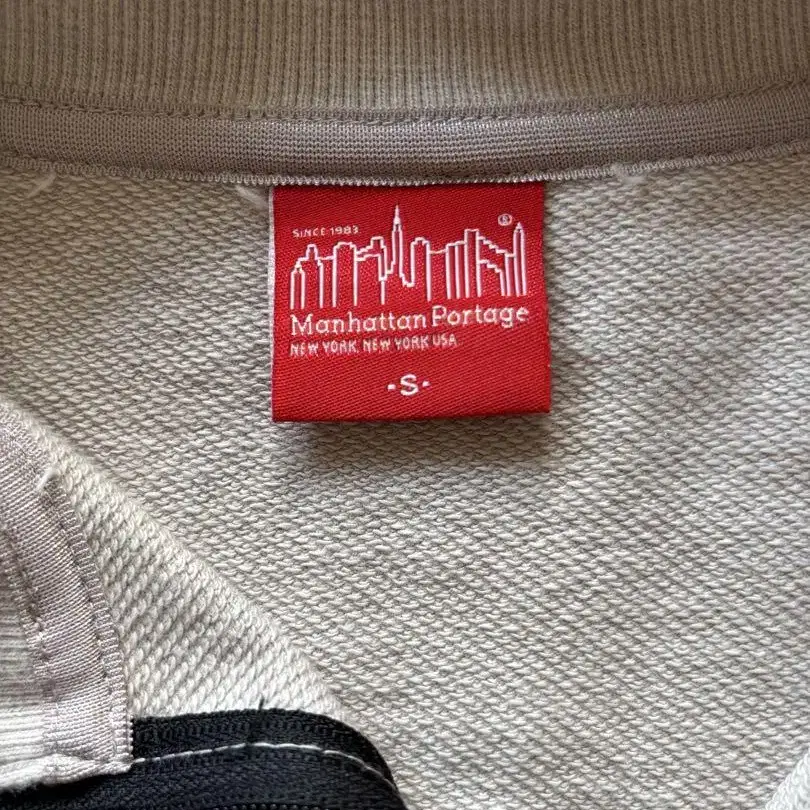 SINCE 1983
®
Manhattan Portage
NEW YORK, NEW YORK USA
·S·